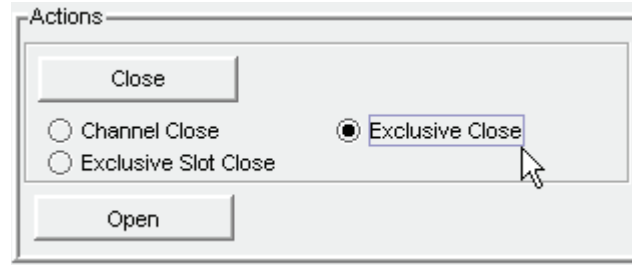 Actions
Close
Channel Close
Exclusive Close
Exclusive Slot Close
Open